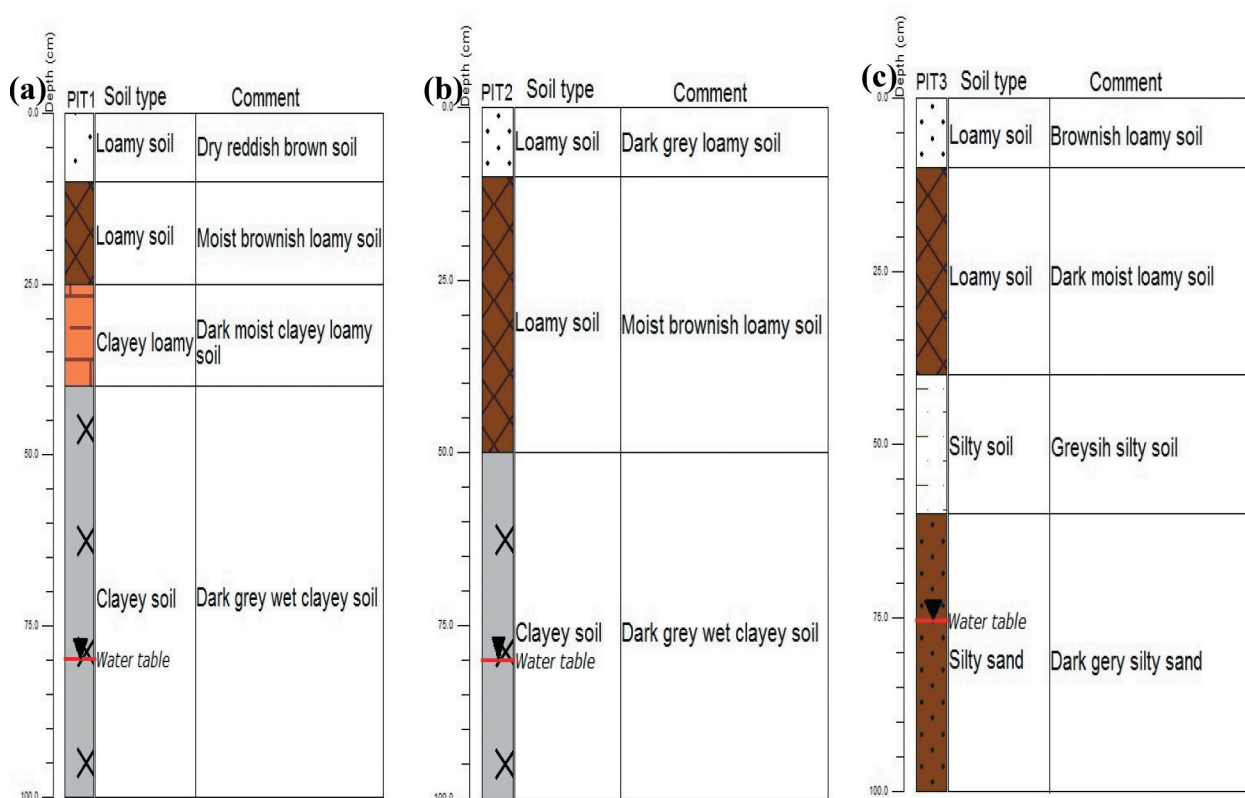 (a)
Depth (cm)
PIT1 Soil type Comment
0.0
Loamy soil Dry reddish brown soil
Loamy soil Moist brownish loamy soil
25.0
Clayey loamy Dark moist clayey loamy
soil
50.0
Clayey soil Dark grey wet clayey soil
75.0
Water table
100.0
(b)
Depth (cm)
PIT2 Soil type Comment
0.0
Loamy soil Dark grey loamy soil
25.0
Loamy soil Moist brownish loamy soil
50.0
75.0
Clayey soil Dark grey wet clayey soil
Water table
100.0
(c)
Depth (cm)
PIT3 Soil type Comment
0.0
Loamy soil Brownish loamy soil
25.0
Loamy soil Dark moist loamy soil
50.0
Silty soil Greysih silty soil
75.0
Water table
Silty sand Dark gery silty sand
100.0